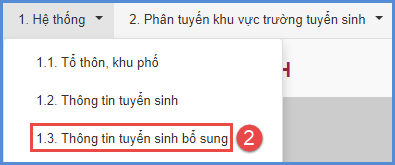 1. Hệ thống 2. Phân tuyến khu vực trường tuyển sinh
1.1. Tổ thôn, khu phố
H
1.2. Thông tin tuyển sinh
1.3. Thông tin tuyển sinh bổ sung 2